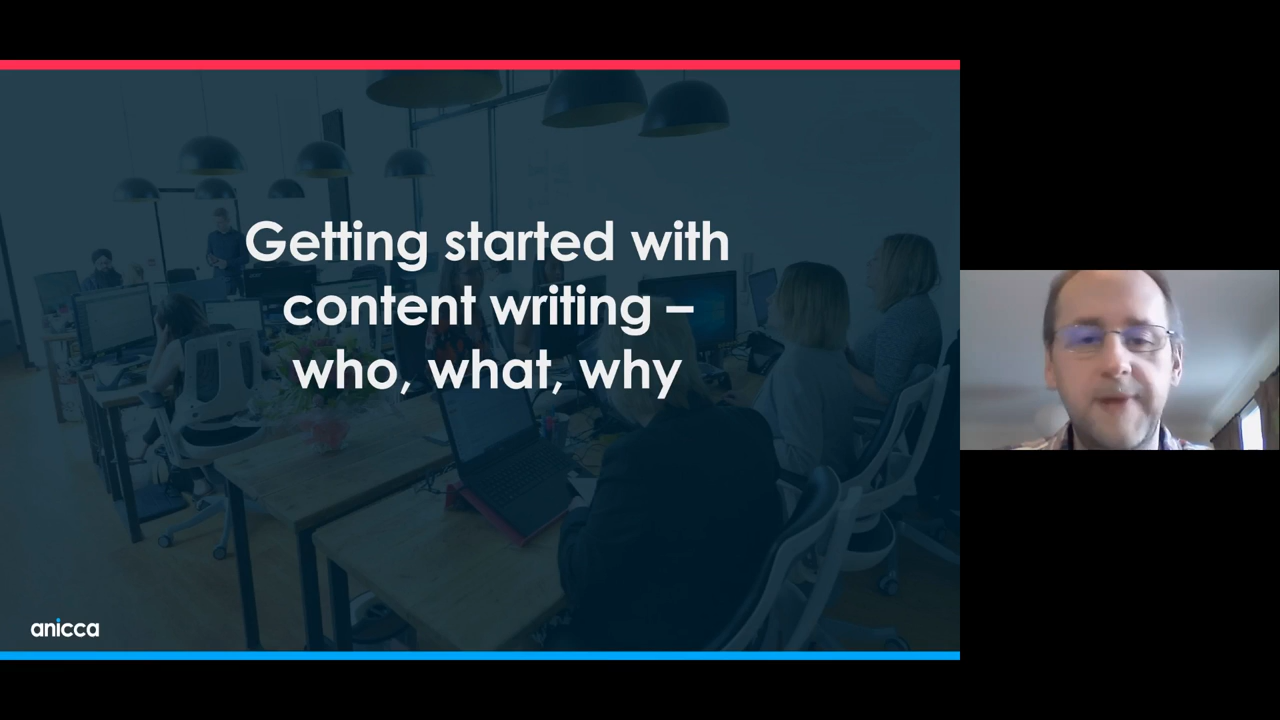 Getting started with
content writing –
who, what, why
anicca